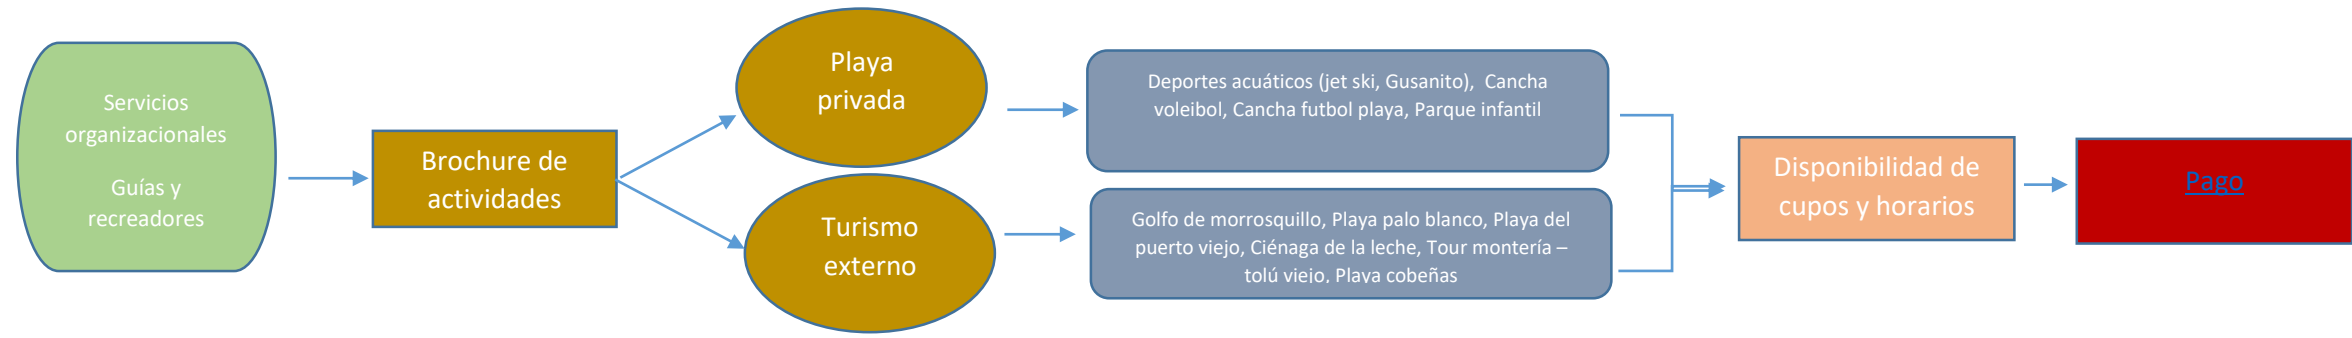 Servicios
organizacionales
Guías y
recreadores
Brochure de
actividades
Playa
privada
Turismo
externo
Deportes acuáticos (jet ski, Gusanito),  Cancha
voleibol, Cancha futbol playa, Parque infantil
Golfo de morrosquillo, Playa palo blanco, Playa del
puerto viejo, Ciénaga de la leche, Tour montería –
tolú viejo, Playa cobeñas
Disponibilidad de
cupos y horarios
Pago